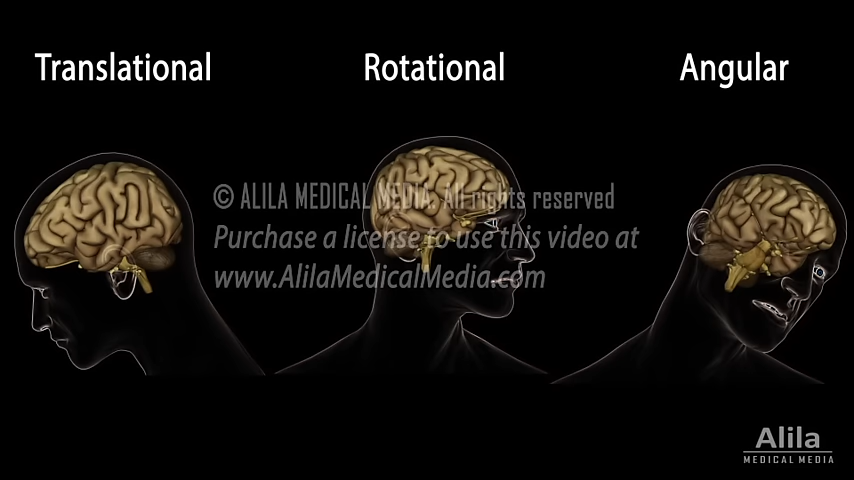 Translational
Rotational
Angular
© ALILA MEDICAL MEDIA. All rights reserved
Purchase a license to use this video at
www.AlilaMedicalMedia.com
Alila
MEDICAL MEDIA